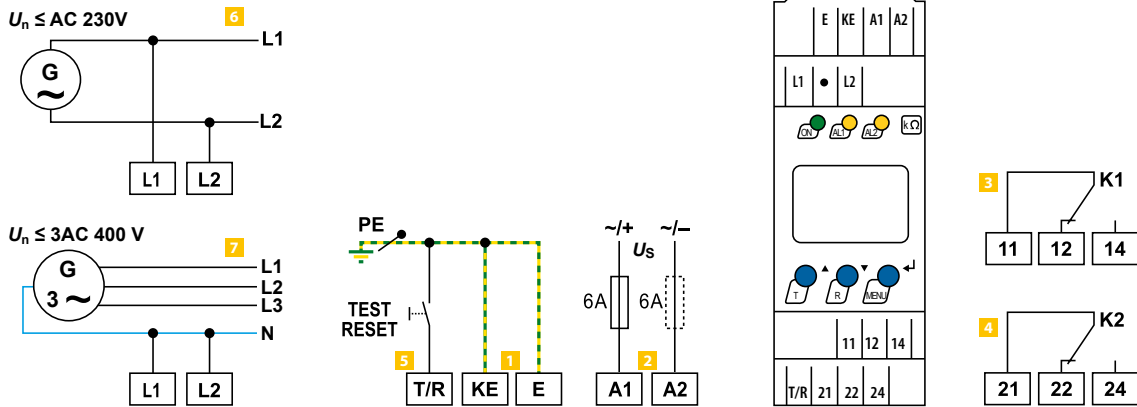 Un ≤ AC 230V
6
L1
G
~
L2
L1 L2
Un ≤ 3AC 400 V
7
G
3 ~
L1
L2
L3
N
L1 L2
PE
TEST
RESET
5
1
T/R KE E
~/+ ~/–
US
6A 6A
2
A1 A2
E KE A1 A2
L1 • L2
ON AL1 AL2 kΩ
T R MENU
11 12 14
T/R 21 22 24
3
K1
11 12 14
4
K2
21 22 24